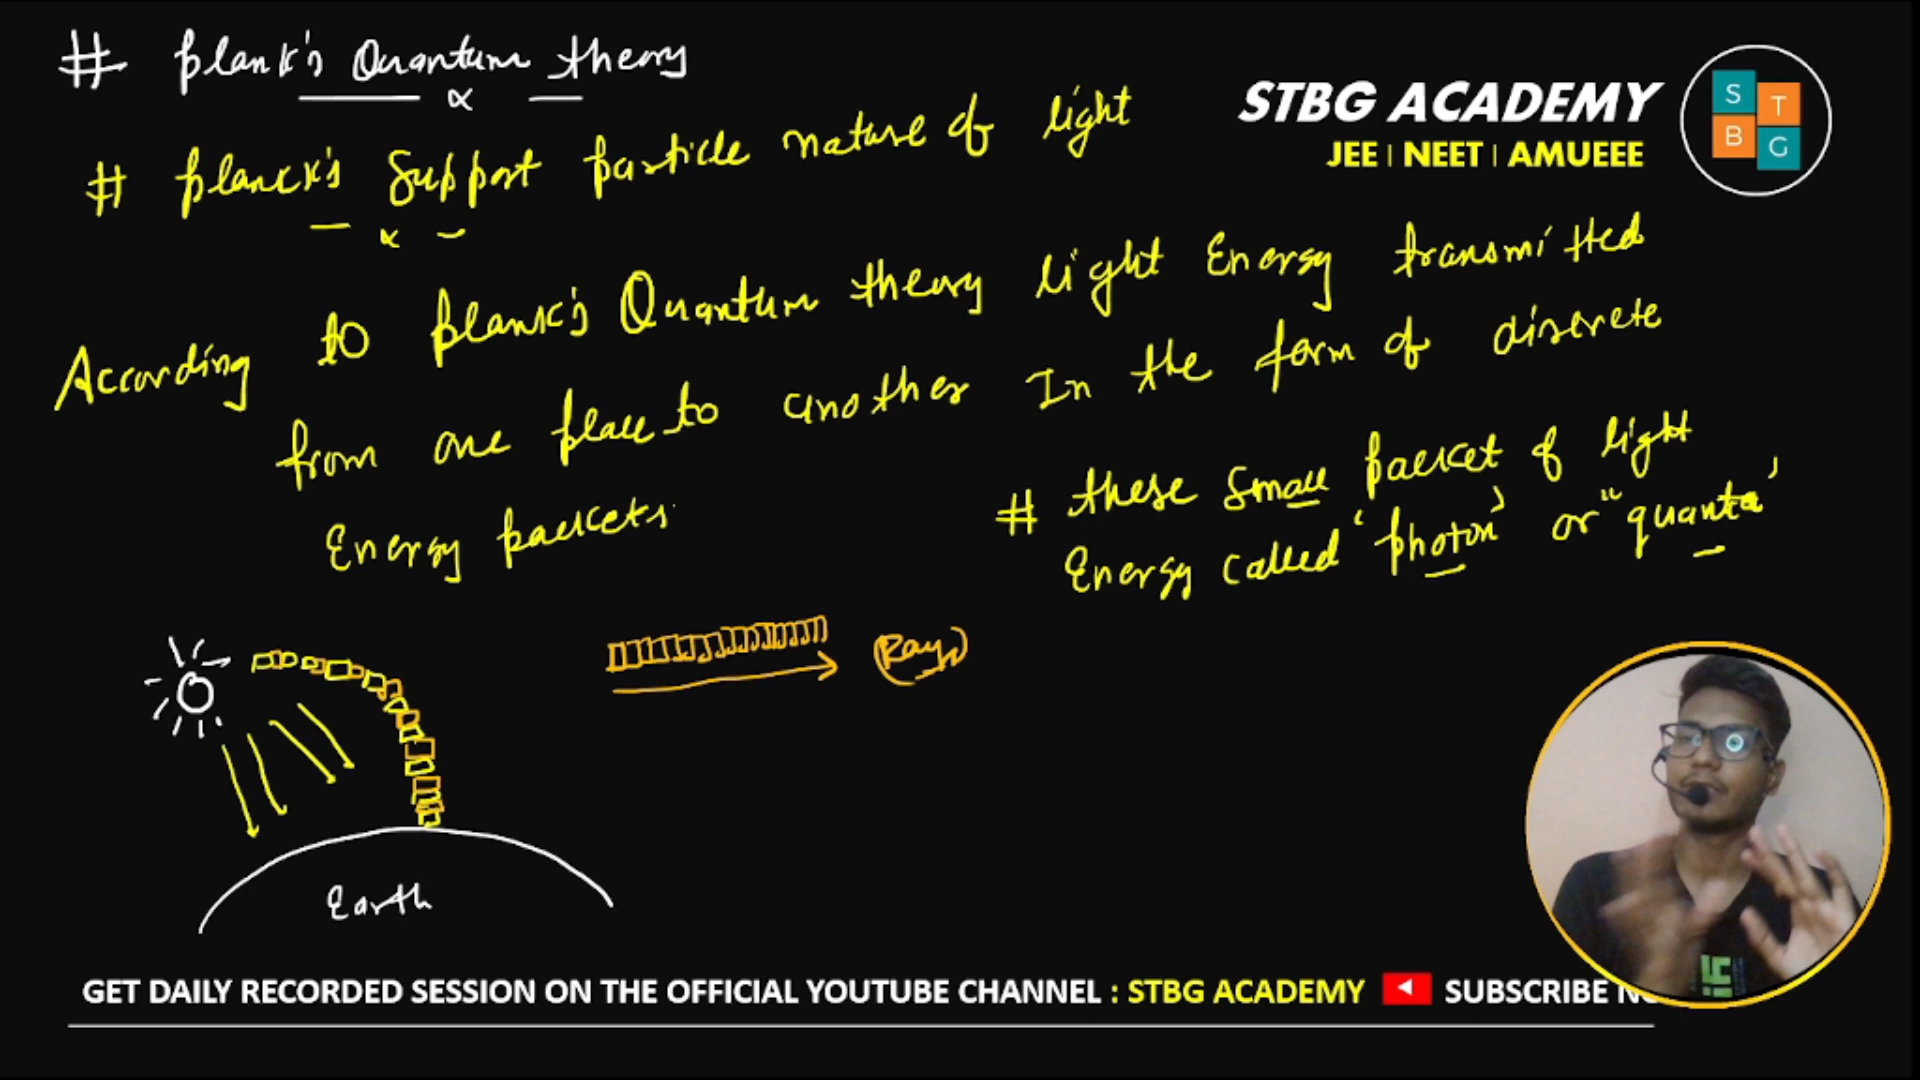 # Plank's Quantum theory
# Planck's Support particle nature of light
According to Plank's Quantum theory light Energy transmitted
from one place to another In the form of discrete
Energy packets.
# these small packet of light
Energy called 'photon' or "quanta"
(Rays)
Earth
STBG ACADEMY
JEE | NEET | AMUEEE
S T
B G
GET DAILY RECORDED SESSION ON THE OFFICIAL YOUTUBE CHANNEL : STBG ACADEMY SUBSCRIBE